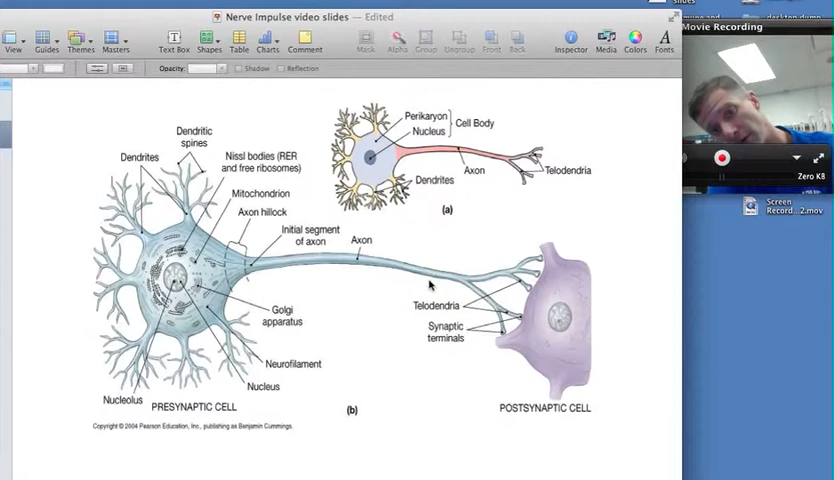 slides
Nerve Impulse video slides — Edited
Movie Recording
View
Guides
Themes
Masters
Text Box
Shapes
Table
Charts
Comment
Mask
Alpha
Group
Ungroup
Front
Back
Inspector
Media
Colors
Fonts
Opacity:
Shadow
Reflection
Zero KB
Screen
Record... 2.mov
Perikaryon
Nucleus
Cell Body
Axon
Telodendria
Dendrites
(a)
Dendritic
spines
Dendrites
Nissl bodies (RER
and free ribosomes)
Mitochondrion
Axon hillock
Initial segment
of axon
Axon
Golgi
apparatus
Telodendria
Synaptic
terminals
Neurofilament
Nucleus
Nucleolus
PRESYNAPTIC CELL
(b)
POSTSYNAPTIC CELL
Copyright © 2004 Pearson Education, Inc., publishing as Benjamin Cummings.